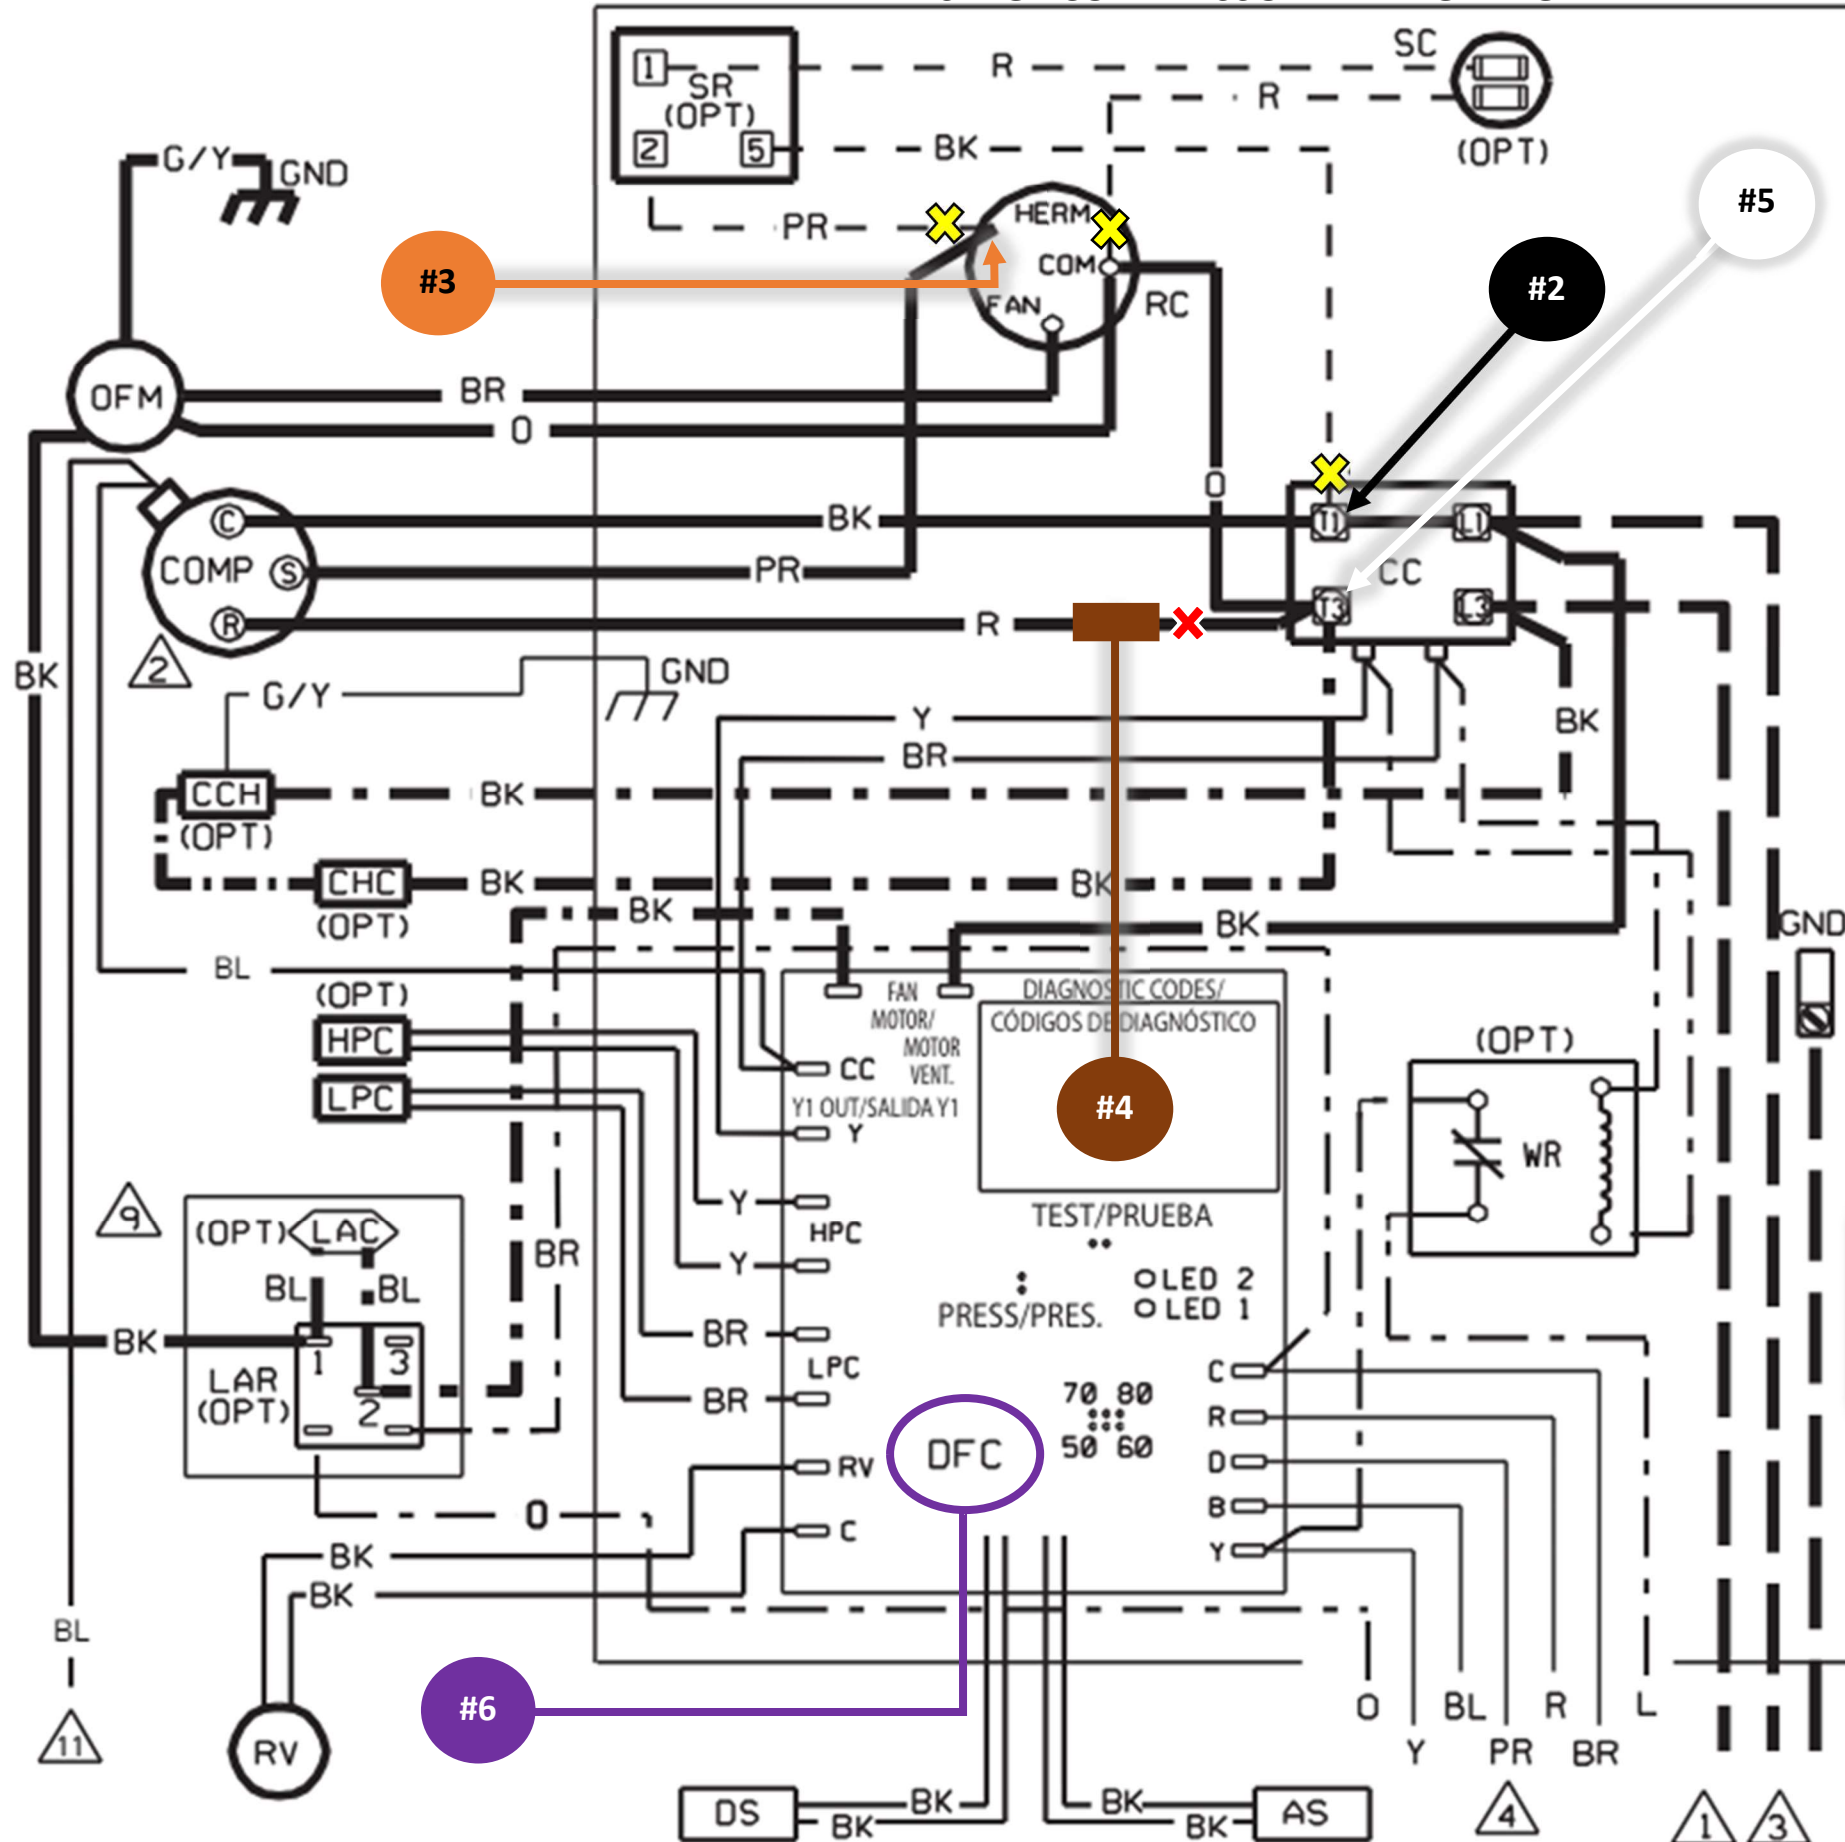 SC
1
R
SR
(OPT)
R
2
5
BK
(OPT)
G/Y
GND
#5
HERM
PR
COM
#3
#2
FAN
RC
OFM
BR
O
O
C
BK
T1
L1
COMP
S
PR
CC
T3
L3
R
R
2
BK
GND
G/Y
Y
BK
BR
CCH
BK
(OPT)
CHC
BK
BK
(OPT)
BK
BK
GND
BL
(OPT)
FAN
MOTOR/
MOTOR
VENT.
DIAGNOSTIC CODES/
CÓDIGOS DE DIAGNÓSTICO
HPC
(OPT)
CC
LPC
Y1 OUT/SALIDA Y1
#4
Y
WR
9
Y
TEST/PRUEBA
(OPT)
LAC
HPC
BR
Y
LED 2
BL
BL
LED 1
PRESS/PRES.
BK
BR
1
3
LPC
LAR
(OPT)
C
2
BR
70 80
R
50 60
DFC
D
RV
B
O
C
Y
BK
BK
BL
#6
O
BL
R
L
RV
Y
PR
BR
11
DS
BK
BK
BK
BK
AS
4
1
3